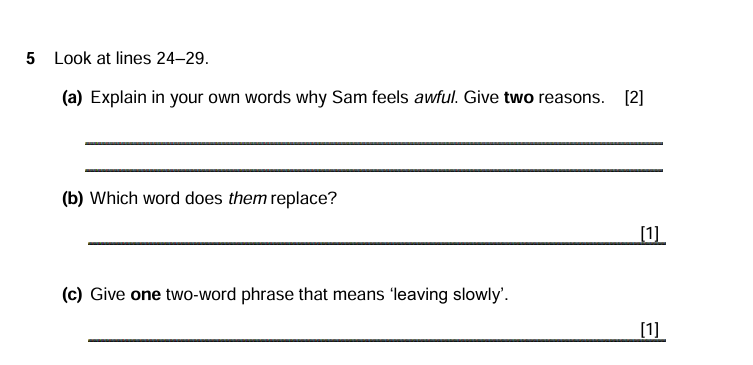 5 Look at lines 24–29.
(a) Explain in your own words why Sam feels awful. Give two reasons. [2]
(b) Which word does them replace?
[1]
(c) Give one two-word phrase that means ‘leaving slowly’.
[1]